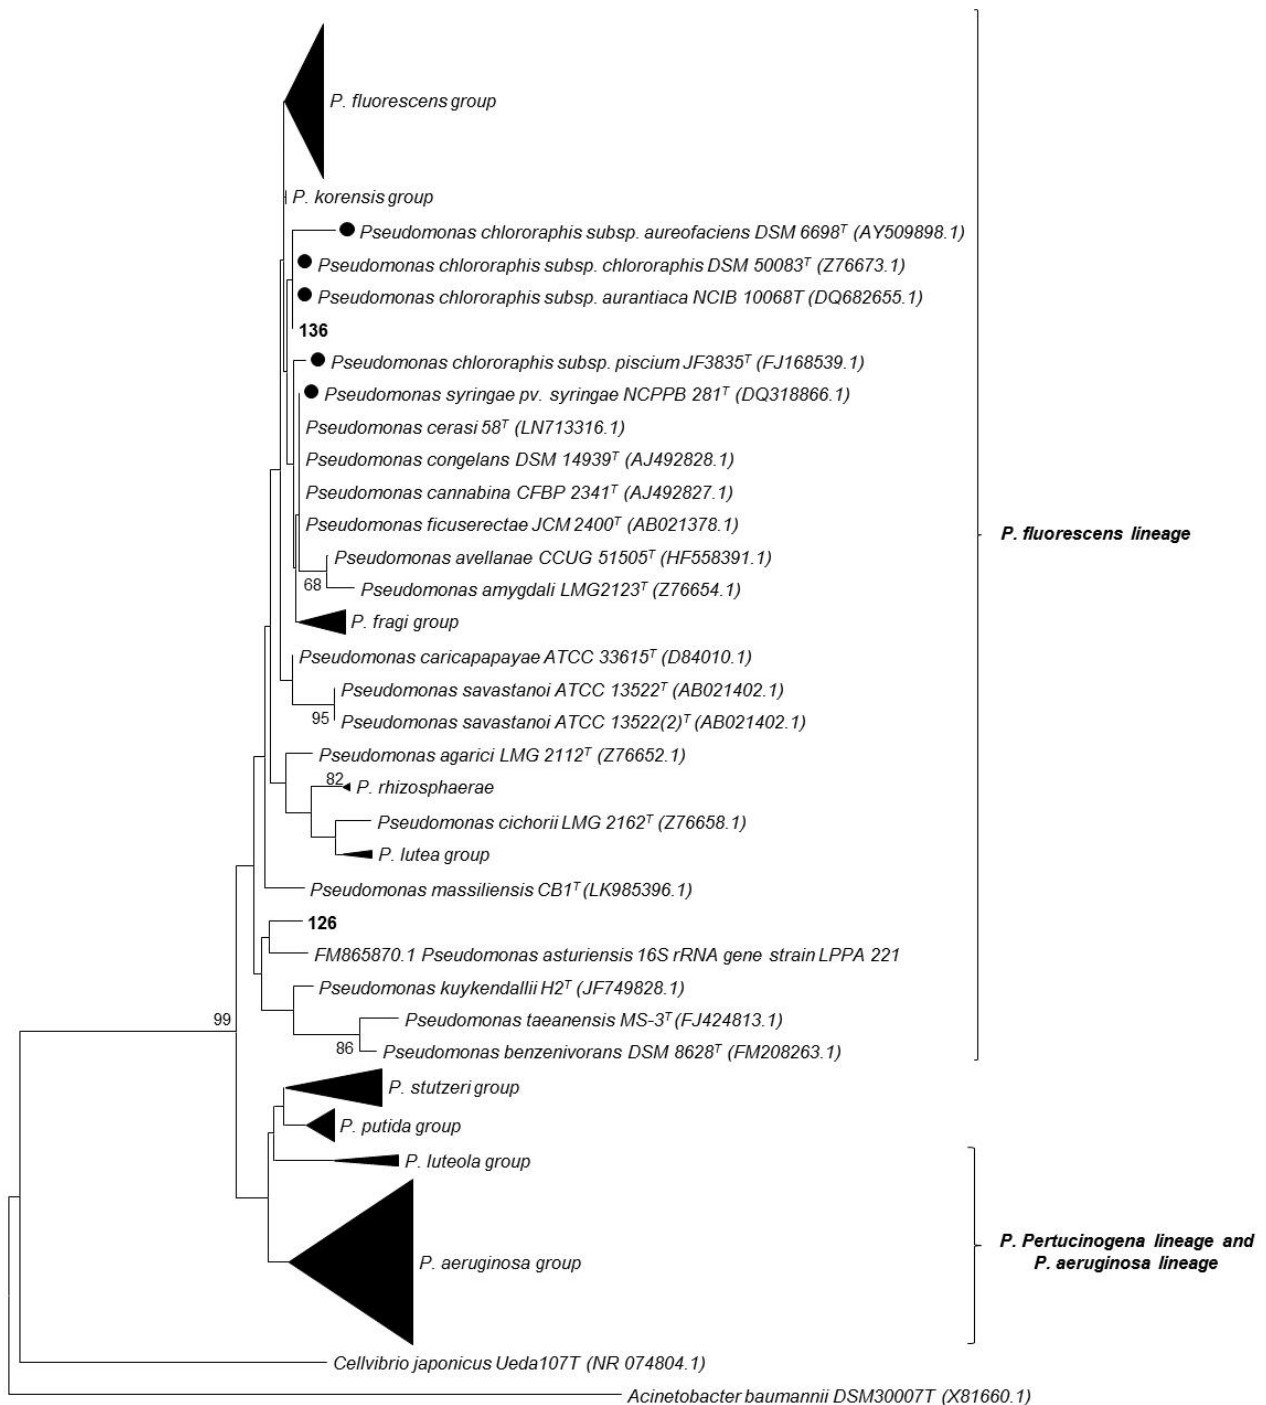 P. fluorescens group
P. korensis group
Pseudomonas chlororaphis subsp. aureofaciens DSM 6698ᵀ (AY509898.1)
Pseudomonas chlororaphis subsp. chlororaphis DSM 50083ᵀ (Z76673.1)
Pseudomonas chlororaphis subsp. aurantiaca NCIB 10068T (DQ682655.1)
136
Pseudomonas chlororaphis subsp. piscium JF3835ᵀ (FJ168539.1)
Pseudomonas syringae pv. syringae NCPPB 281ᵀ (DQ318866.1)
Pseudomonas cerasi 58ᵀ (LN713316.1)
Pseudomonas congelans DSM 14939ᵀ (AJ492828.1)
Pseudomonas cannabina CFBP 2341ᵀ (AJ492827.1)
Pseudomonas ficuserectae JCM 2400ᵀ (AB021378.1)
P. fluorescens lineage
Pseudomonas avellanae CCUG 51505ᵀ (HF558391.1)
68
Pseudomonas amygdali LMG2123ᵀ (Z76654.1)
P. fragi group
Pseudomonas caricapapayae ATCC 33615ᵀ (D84010.1)
Pseudomonas savastanoi ATCC 13522ᵀ (AB021402.1)
95
Pseudomonas savastanoi ATCC 13522(2)ᵀ (AB021402.1)
Pseudomonas agarici LMG 2112ᵀ (Z76652.1)
82
P. rhizosphaerae
Pseudomonas cichorii LMG 2162ᵀ (Z76658.1)
P. lutea group
Pseudomonas massiliensis CB1ᵀ (LK985396.1)
126
FM865870.1 Pseudomonas asturiensis 16S rRNA gene strain LPPA 221
Pseudomonas kuykendallii H2ᵀ (JF749828.1)
99
Pseudomonas taeanensis MS-3ᵀ (FJ424813.1)
86
Pseudomonas benzenivorans DSM 8628ᵀ (FM208263.1)
P. stutzeri group
P. putida group
P. luteola group
P. Pertucinogena lineage and
P. aeruginosa lineage
P. aeruginosa group
Cellvibrio japonicus Ueda107T (NR 074804.1)
Acinetobacter baumannii DSM30007T (X81660.1)